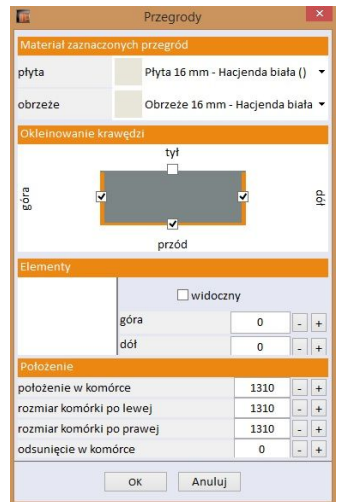 Przegrody
Materiał zaznaczonych przegród
płyta Płyta 16 mm - Hacjenda biała ()
obrzeże Obrzeże 16 mm - Hacjenda biała
Okleinowanie krawędzi
tył
góra
dół
przód
Elementy
widoczny
góra 0 - +
dół 0 - +
Położenie
położenie w komórce 1310 - +
rozmiar komórki po lewej 1310 - +
rozmiar komórki po prawej 1310 - +
odsunięcie w komórce 0 - +
OK Anuluj